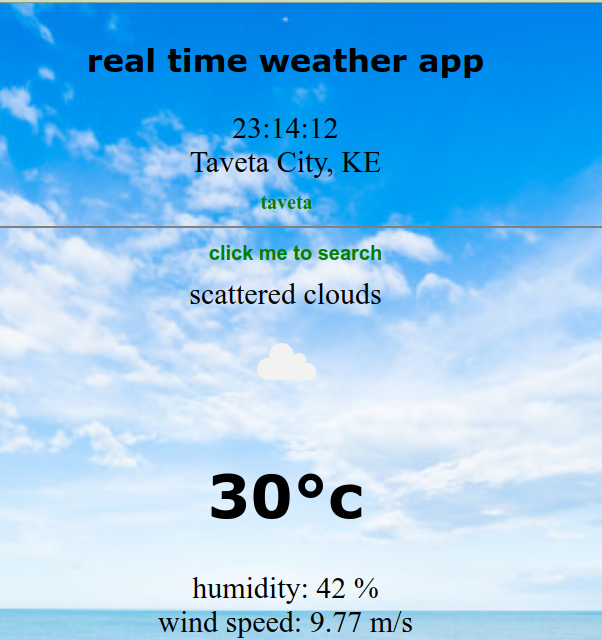 real time weather app
23:14:12
Taveta City, KE
taveta
click me to search
scattered clouds
30°c
humidity: 42 %
wind speed: 9.77 m/s